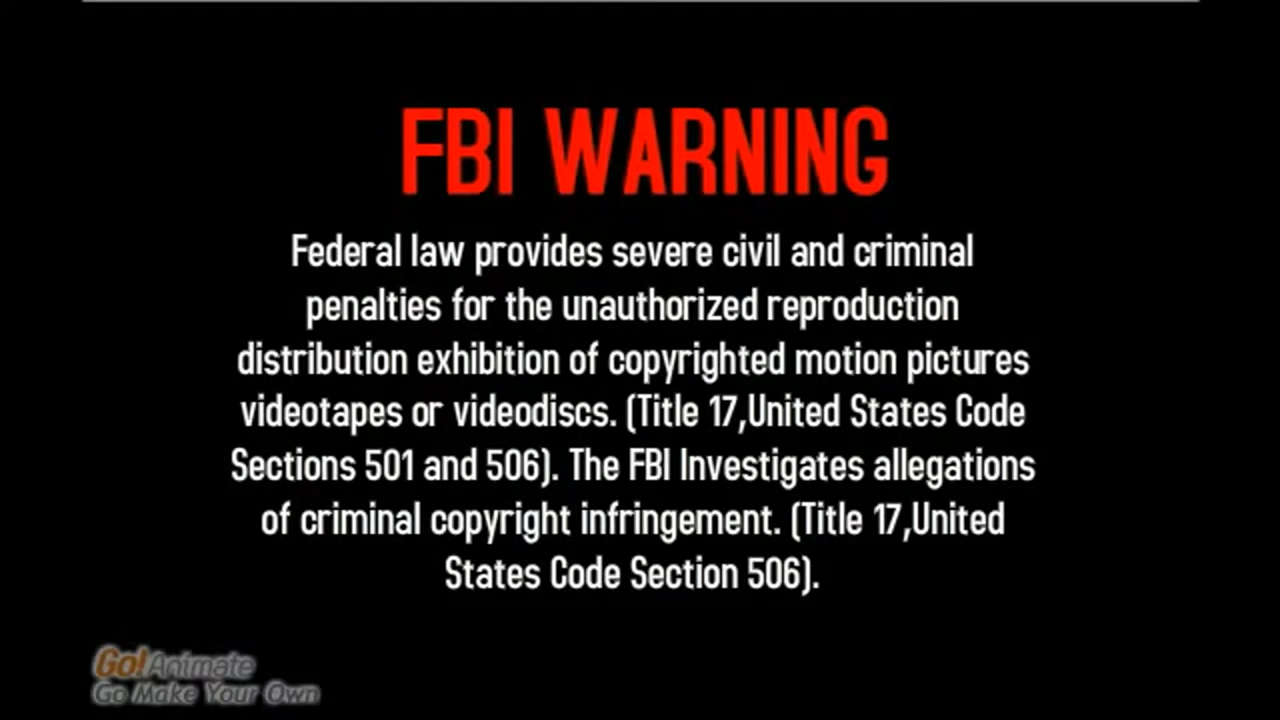 FBI WARNING
Federal law provides severe civil and criminal
penalties for the unauthorized reproduction
distribution exhibition of copyrighted motion pictures
videotapes or videodiscs. (Title 17,United States Code
Sections 501 and 506). The FBI Investigates allegations
of criminal copyright infringement. (Title 17,United
States Code Section 506).
Go!Animate
Go Make Your Own